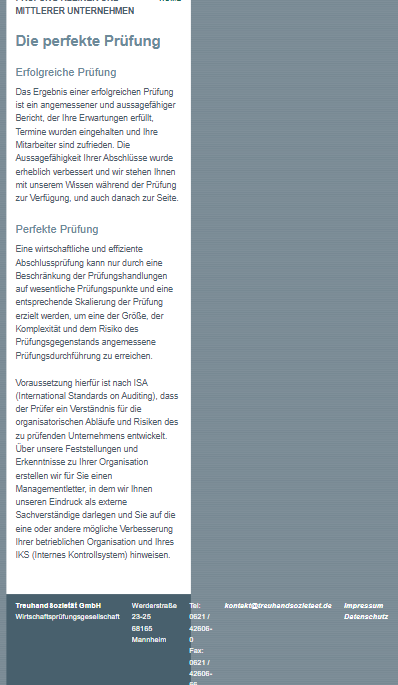 MITTLERER UNTERNEHMEN
Die perfekte Prüfung
Erfolgreiche Prüfung
Das Ergebnis einer erfolgreichen Prüfung
ist ein angemessener und aussagefähiger
Bericht, der Ihre Erwartungen erfüllt,
Termine wurden eingehalten und Ihre
Mitarbeiter sind zufrieden. Die
Aussagefähigkeit Ihrer Abschlüsse wurde
erheblich verbessert und wir stehen Ihnen
mit unserem Wissen während der Prüfung
zur Verfügung, und auch danach zur Seite.
Perfekte Prüfung
Eine wirtschaftliche und effiziente
Abschlussprüfung kann nur durch eine
Beschränkung der Prüfungshandlungen
auf wesentliche Prüfungspunkte und eine
entsprechende Skalierung der Prüfung
erzielt werden, um eine der Größe, der
Komplexität und dem Risiko des
Prüfungsgegenstands angemessene
Prüfungsdurchführung zu erreichen.
Voraussetzung hierfür ist nach ISA
(International Standards on Auditing), dass
der Prüfer ein Verständnis für die
organisatorischen Abläufe und Risiken des
zu prüfenden Unternehmens entwickelt.
Über unsere Feststellungen und
Erkenntnisse zu Ihrer Organisation
erstellen wir für Sie einen
Managementletter, in dem wir Ihnen
unseren Eindruck als externe
Sachverständige darlegen und Sie auf die
eine oder andere mögliche Verbesserung
Ihrer betrieblichen Organisation und Ihres
IKS (Internes Kontrollsystem) hinweisen.
TreuhandSozietät GmbH
Wirtschaftsprüfungsgesellschaft
Werderstraße
23-25
68165
Mannheim
Tel:
0621 /
42606-
0
Fax:
0621 /
42606-
kontakt@treuhandsozietaet.de
Impressum
Datenschutz